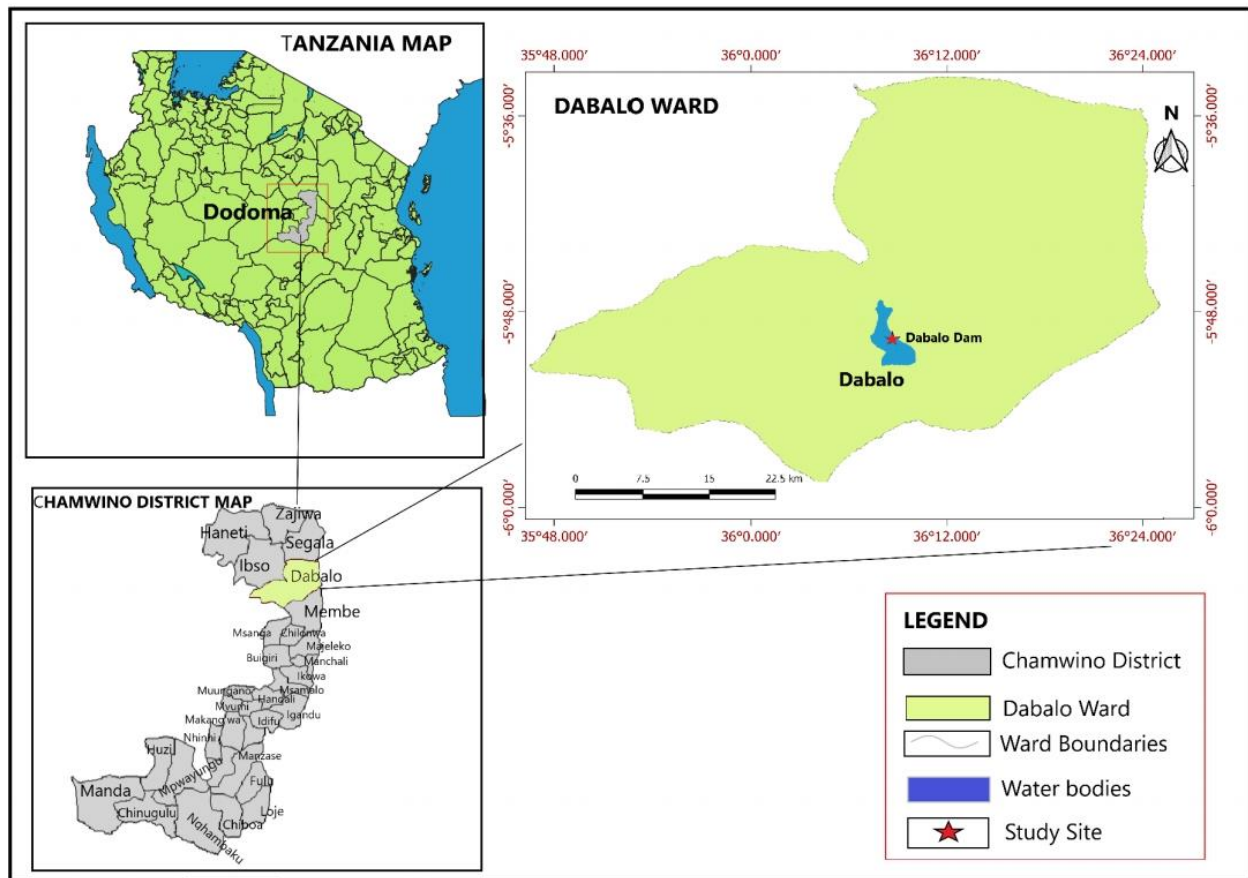 TANZANIA MAP
Dodoma
35°48.000' 36°0.000' 36°12.000' 36°24.000'
DABALO WARD
N
-5°36.000'
-5°36.000'
-5°48.000'
-5°48.000'
Dabalo Dam
Dabalo
0 7.5 15 22.5 km
-6°0.000'
-6°0.000'
35°48.000' 36°0.000' 36°12.000' 36°24.000'
CHAMWINO DISTRICT MAP
Zajiwa
Haneti
Segala
Ibso
Dabalo
Membe
Msanga
Chilonwa
Majeleko
Buigiri
Manchali
Ikowa
Muungano
Msamalo
Handali
Mvumi
Igandu
Makang'wa
Idifu
Nhinhi
Huzil
Manzase
Mpwayungu
Fufu
Manda
Loje
Chinugulu
Chiboa
Nghambaku
LEGEND
Chamwino District
Dabalo Ward
Ward Boundaries
Water bodies
Study Site